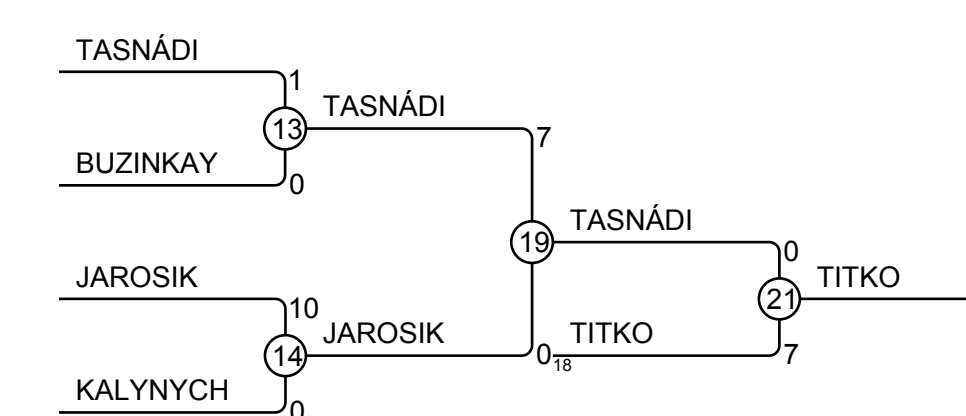 TASNÁDI
1
13
TASNÁDI
7
BUZINKAY
0
19
TASNÁDI
0
JAROSIK
10
21
TITKO
14
JAROSIK
0
18
TITKO
7
KALYNYCH
0